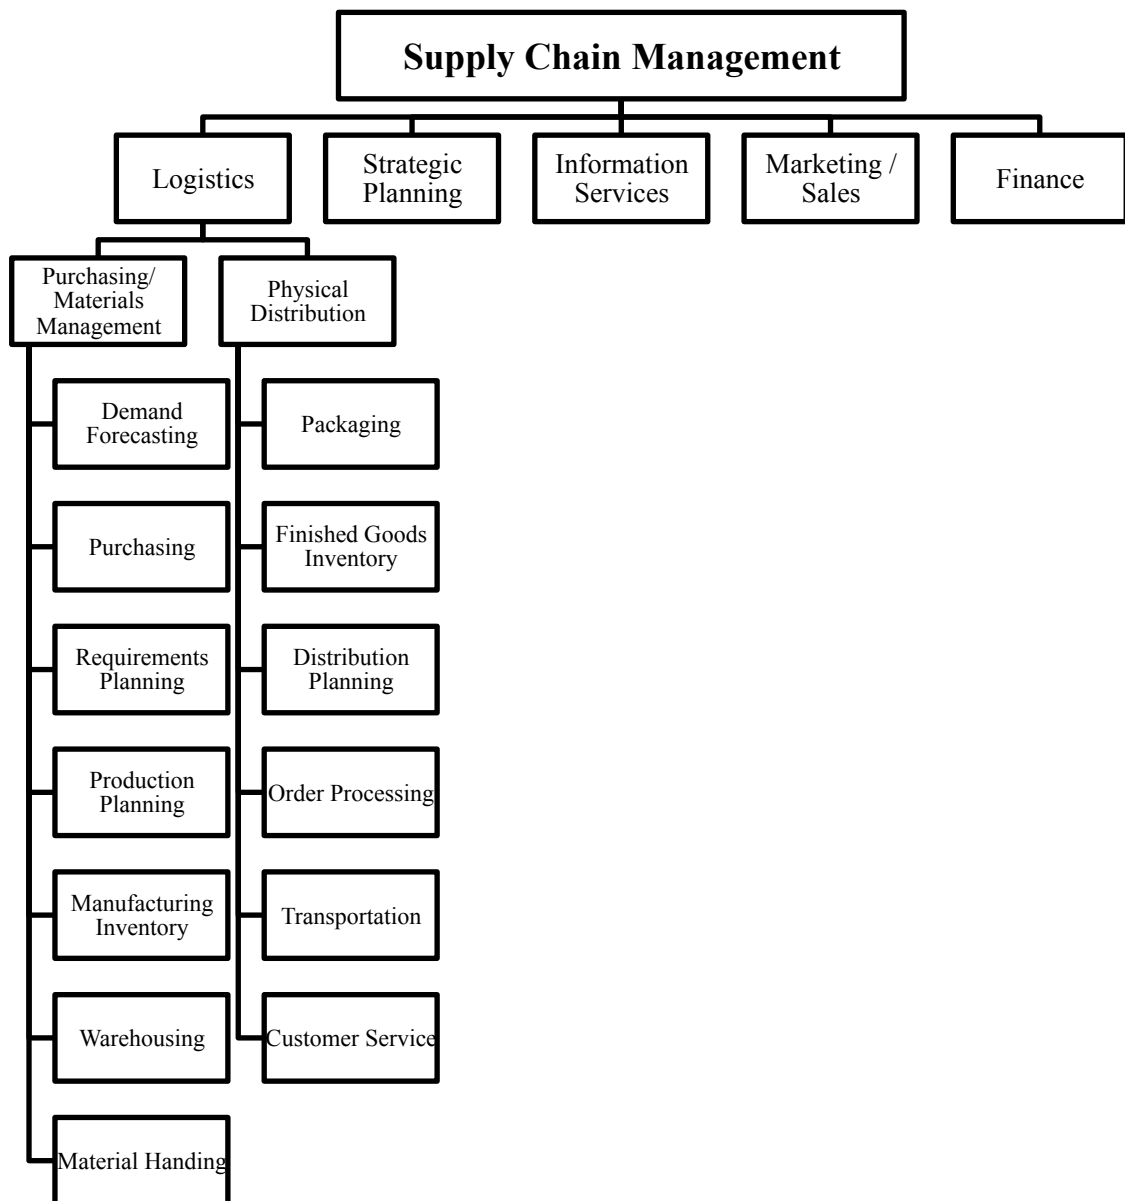 Supply Chain Management
Logistics
Strategic
Planning
Information
Services
Marketing /
Sales
Finance
Purchasing/
Materials
Management
Physical
Distribution
Demand
Forecasting
Packaging
Purchasing
Finished Goods
Inventory
Requirements
Planning
Distribution
Planning
Production
Planning
Order Processing
Manufacturing
Inventory
Transportation
Warehousing
Customer Service
Material Handing